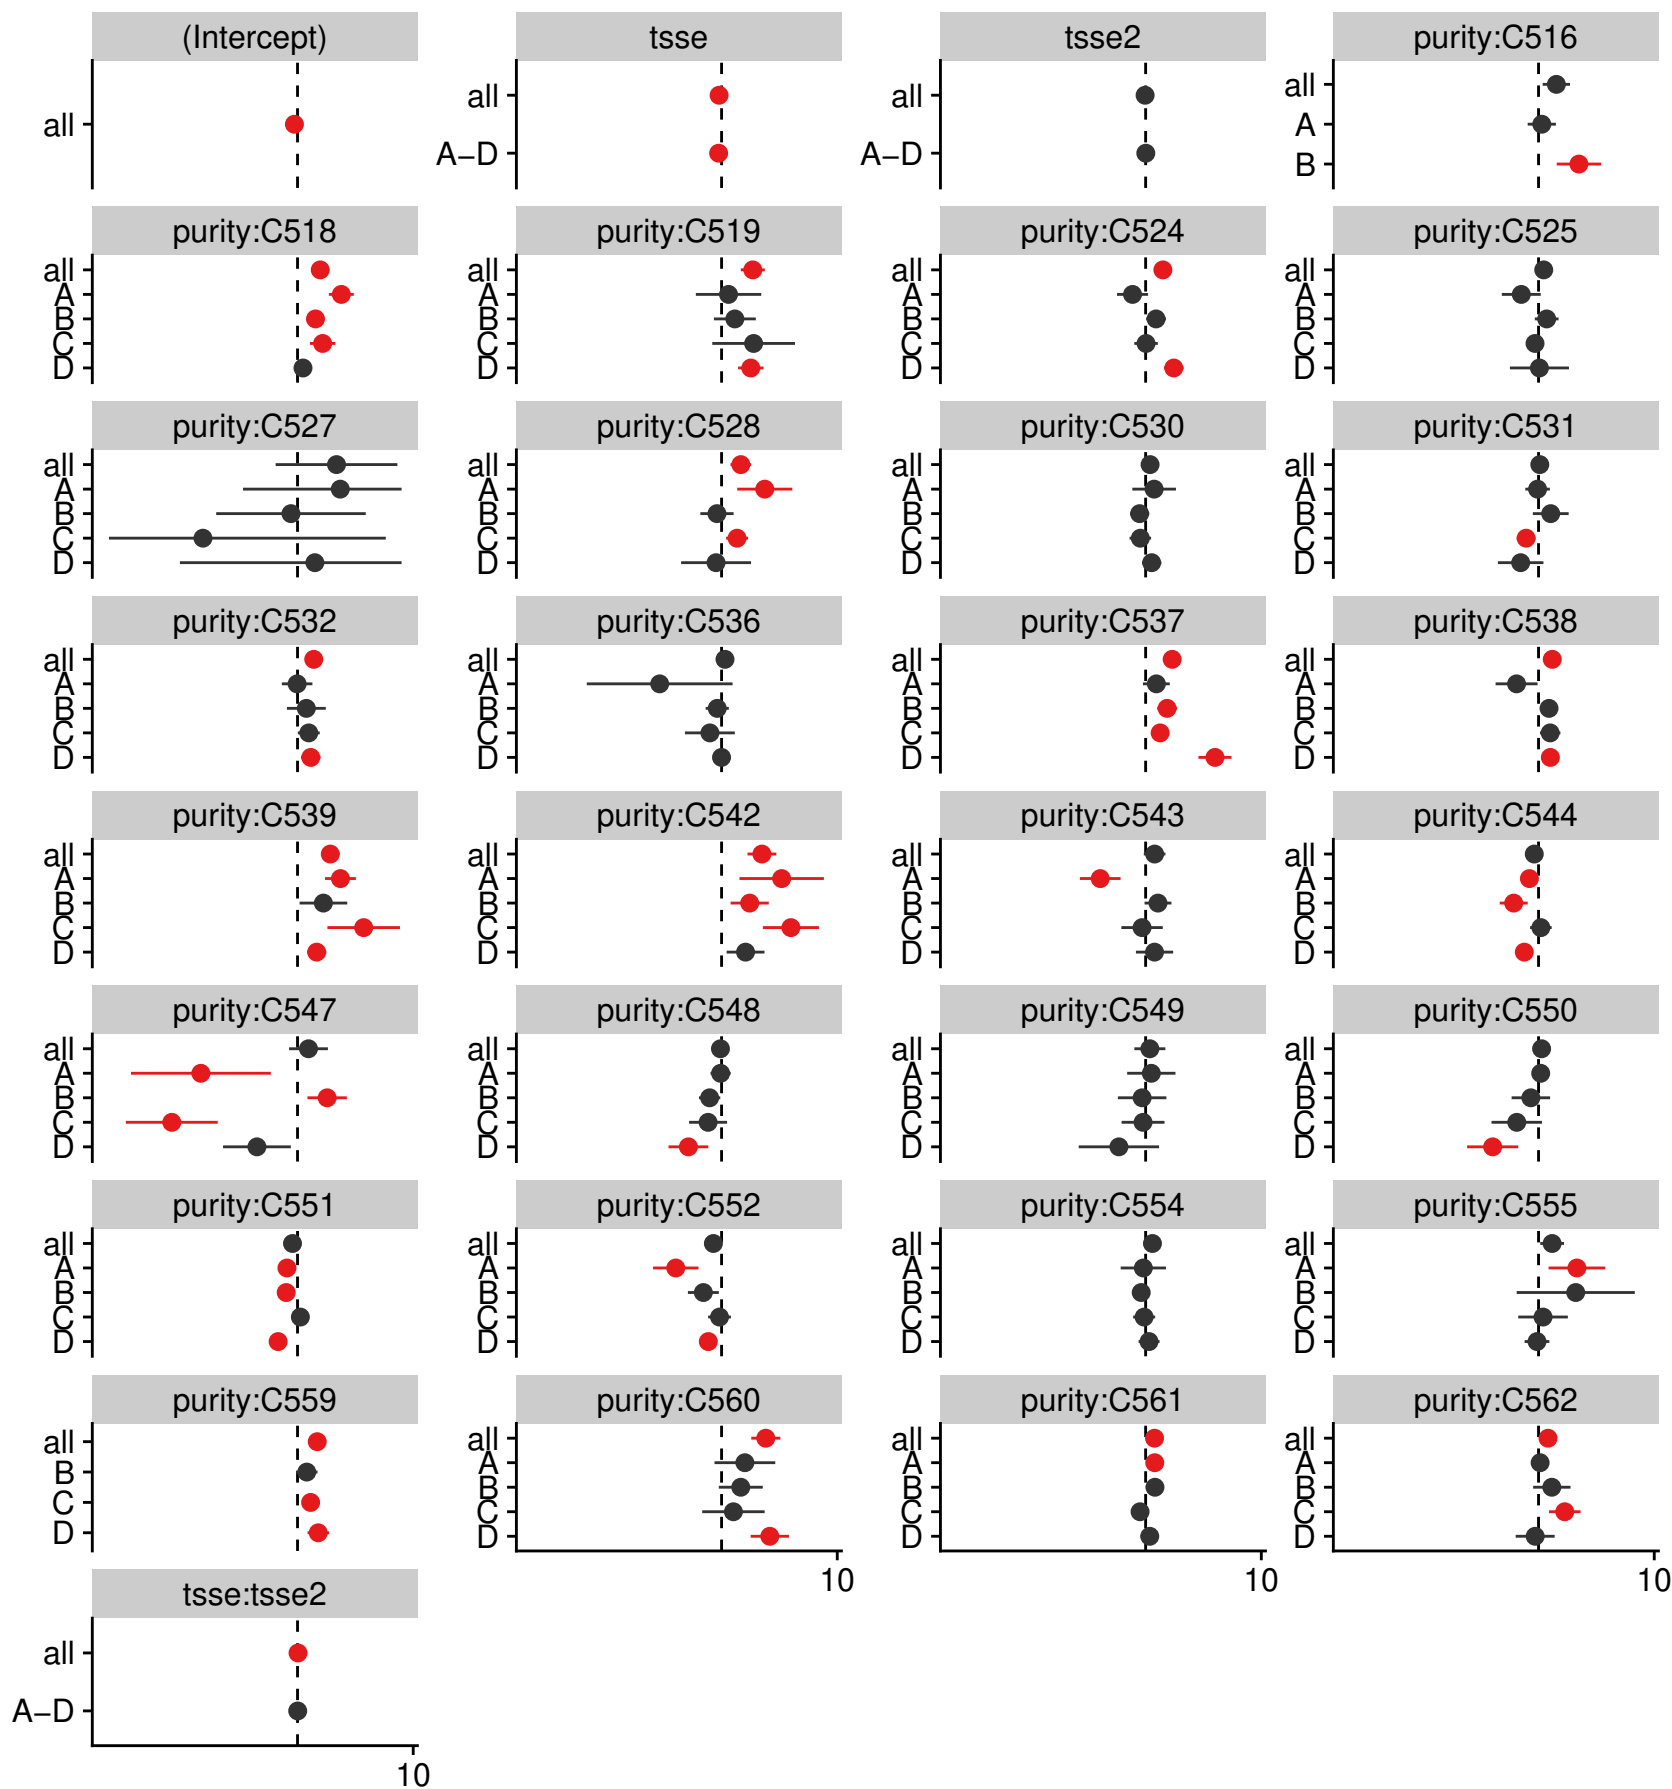 (Intercept) tsse tsse2 purity:C516
all
all
A−D
all
A−D
all
A
B
purity:C518 purity:C519 purity:C524 purity:C525
all
A
B
C
D
all
A
B
C
D
all
A
B
C
D
all
A
B
C
D
purity:C527 purity:C528 purity:C530 purity:C531
all
A
B
C
D
all
A
B
C
D
all
A
B
C
D
all
A
B
C
D
purity:C532 purity:C536 purity:C537 purity:C538
all
A
B
C
D
all
A
B
C
D
all
A
B
C
D
all
A
B
C
D
purity:C539 purity:C542 purity:C543 purity:C544
all
A
B
C
D
all
A
B
C
D
all
A
B
C
D
all
A
B
C
D
purity:C547 purity:C548 purity:C549 purity:C550
all
A
B
C
D
all
A
B
C
D
all
A
B
C
D
all
A
B
C
D
purity:C551 purity:C552 purity:C554 purity:C555
all
A
B
C
D
all
A
B
C
D
all
A
B
C
D
all
A
B
C
D
purity:C559 purity:C560 purity:C561 purity:C562
all
B
C
D
all
A
B
C
D
all
A
B
C
D
all
A
B
C
D
10 10 10
tsse:tsse2
all
A−D
10